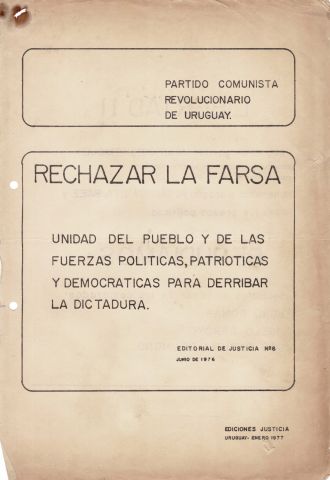 PARTIDO COMUNISTA
REVOLUCIONARIO
DE URUGUAY.
RECHAZAR LA FARSA
UNIDAD DEL PUEBLO Y DE LAS
FUERZAS POLITICAS, PATRIOTICAS
Y DEMOCRATICAS PARA DERRIBAR
LA DICTADURA.
EDITORIAL DE JUSTICIA Nº6
JUNIO DE 1976
EDICIONES JUSTICIA
URUGUAY- ENERO 1977